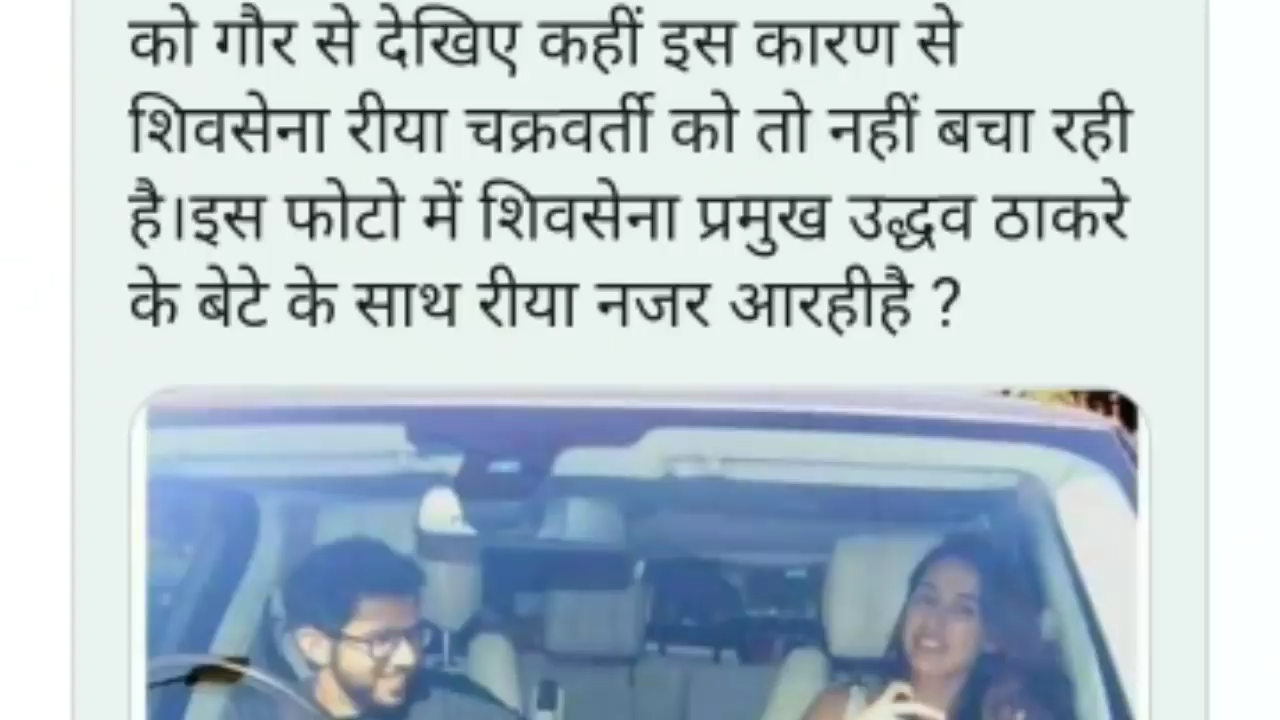 को गौर से देखिए कहीं इस कारण से
शिवसेना रीया चक्रवर्ती को तो नहीं बचा रही
है।इस फोटो में शिवसेना प्रमुख उद्धव ठाकरे
के बेटे के साथ रीया नजर आरहीहै ?